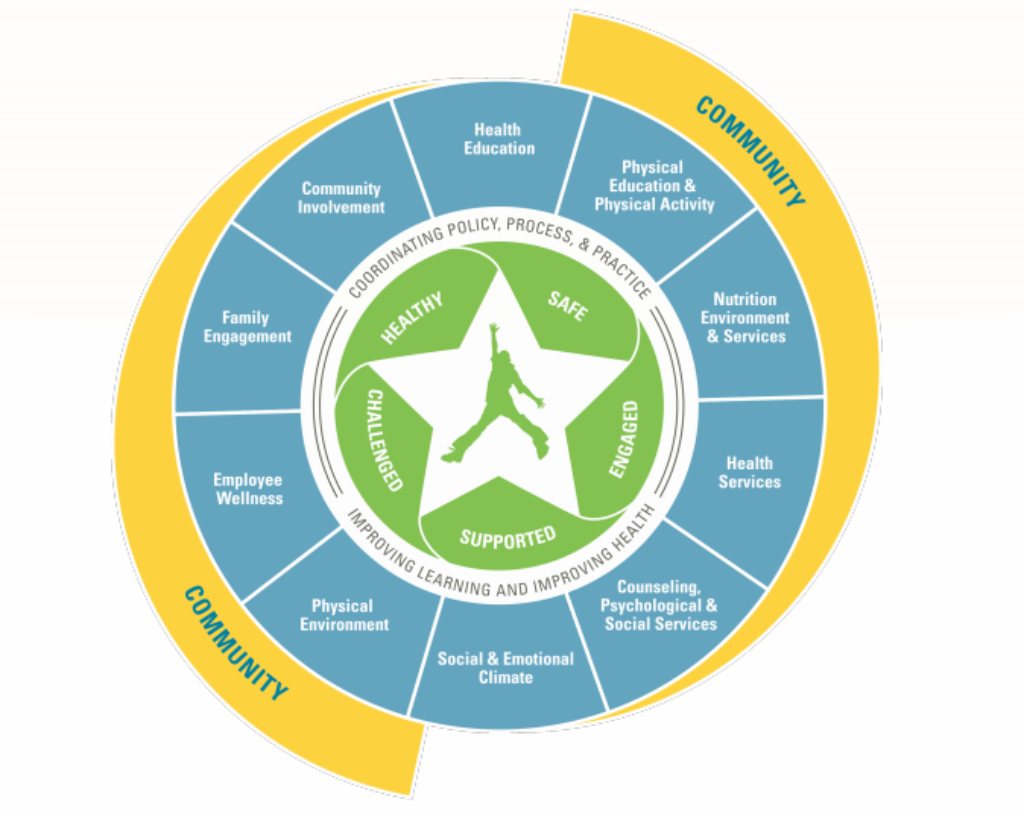 COMMUNITY
Health
Education
Physical
Education &
Physical Activity
Nutrition
Environment
& Services
Health
Services
Counseling,
Psychological &
Social Services
Social & Emotional
Climate
Physical
Environment
Employee
Wellness
Family
Engagement
Community
Involvement
COORDINATING POLICY, PROCESS, & PRACTICE
IMPROVING LEARNING AND IMPROVING HEALTH
HEALTHY
SAFE
ENGAGED
SUPPORTED
CHALLENGED
COMMUNITY